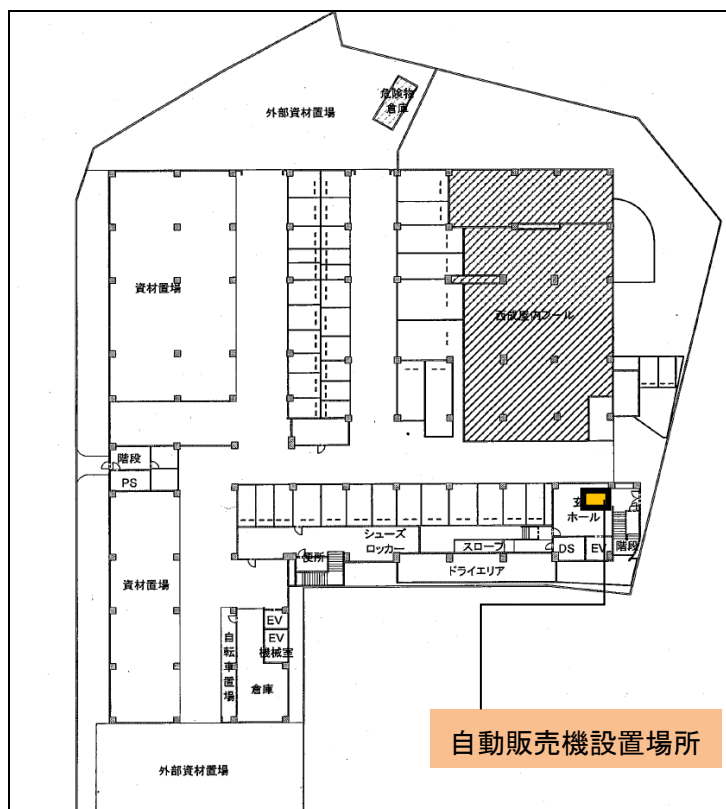 危険物
倉庫
外部資材置場
資材置場
西成屋内プール
階段
PS
玄
ホール
シューズ
ロッカー
スロープ
DS
EV
階段
便所
ドライエリア
資材置場
EV
EV
機械室
自転車置場
倉庫
自動販売機設置場所
外部資材置場